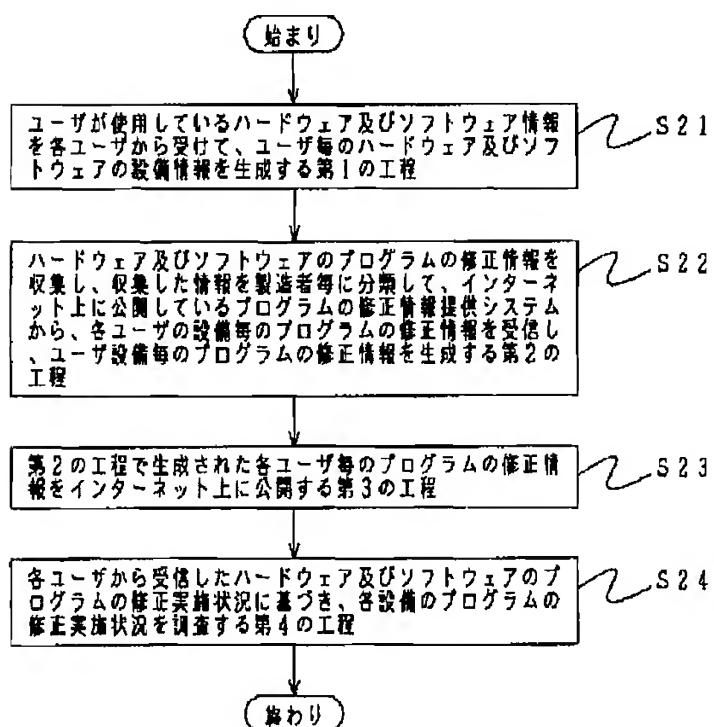 始まり
ユーザが使用しているハードウェア及びソフトウェア情報
を各ユーザから受けて、ユーザ毎のハードウェア及びソフ
トウェアの設備情報を生成する第1の工程
S21
ハードウェア及びソフトウェアのプログラムの修正情報を
収集し、収集した情報を製造者毎に分類して、インターネ
ット上に公開しているプログラムの修正情報提供システム
から、各ユーザの設備毎のプログラムの修正情報を受信し
、ユーザ設備毎のプログラムの修正情報を生成する第2の
工程
S22
第2の工程で生成された各ユーザ毎のプログラムの修正情
報をインターネット上に公開する第3の工程
S23
各ユーザから受信したハードウェア及びソフトウェアのプ
ログラムの修正実施状況に基づき、各設備のプログラムの
修正実施状況を調査する第4の工程
S24
終わり